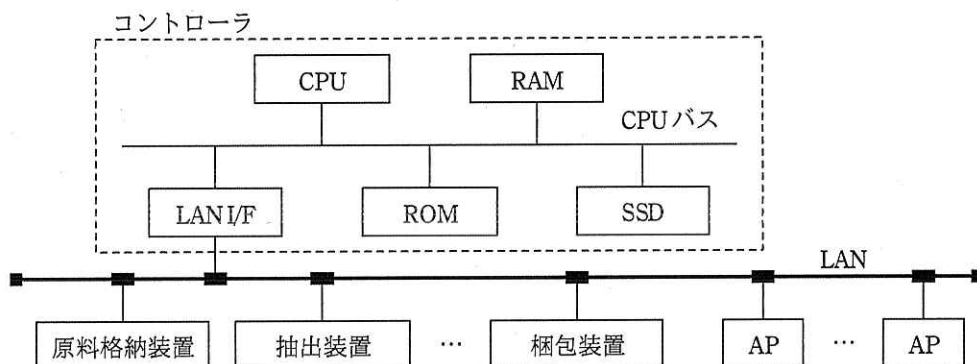 コントローラ
CPU
RAM
CPUバス
LAN I/F
ROM
SSD
LAN
原料格納装置
抽出装置
…
梱包装置
AP
…
AP